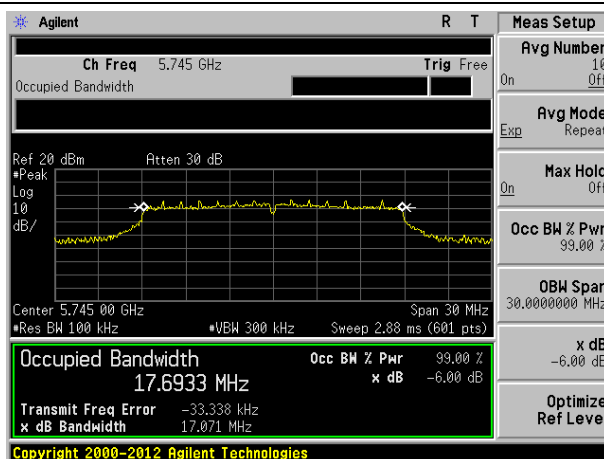 Agilent R T
Meas Setup
Ch Freq 5.745 GHz Trig Free
Occupied Bandwidth
Avg Number
10
On Off
Avg Mode
Exp Repeat
Max Hold
On Off
Occ BW % Pwr
99.00 %
OBW Span
30.0000000 MHz
x dB
-6.00 dB
Optimize
Ref Level
Ref 20 dBm Atten 30 dB
#Peak
Log
10
dB/
Center 5.745 00 GHz Span 30 MHz
#Res BW 100 kHz #VBW 300 kHz Sweep 2.88 ms (601 pts)
Occupied Bandwidth Occ BW % Pwr 99.00 %
17.6933 MHz x dB -6.00 dB
Transmit Freq Error -33.338 kHz
x dB Bandwidth 17.071 MHz
Copyright 2000-2012 Agilent Technologies